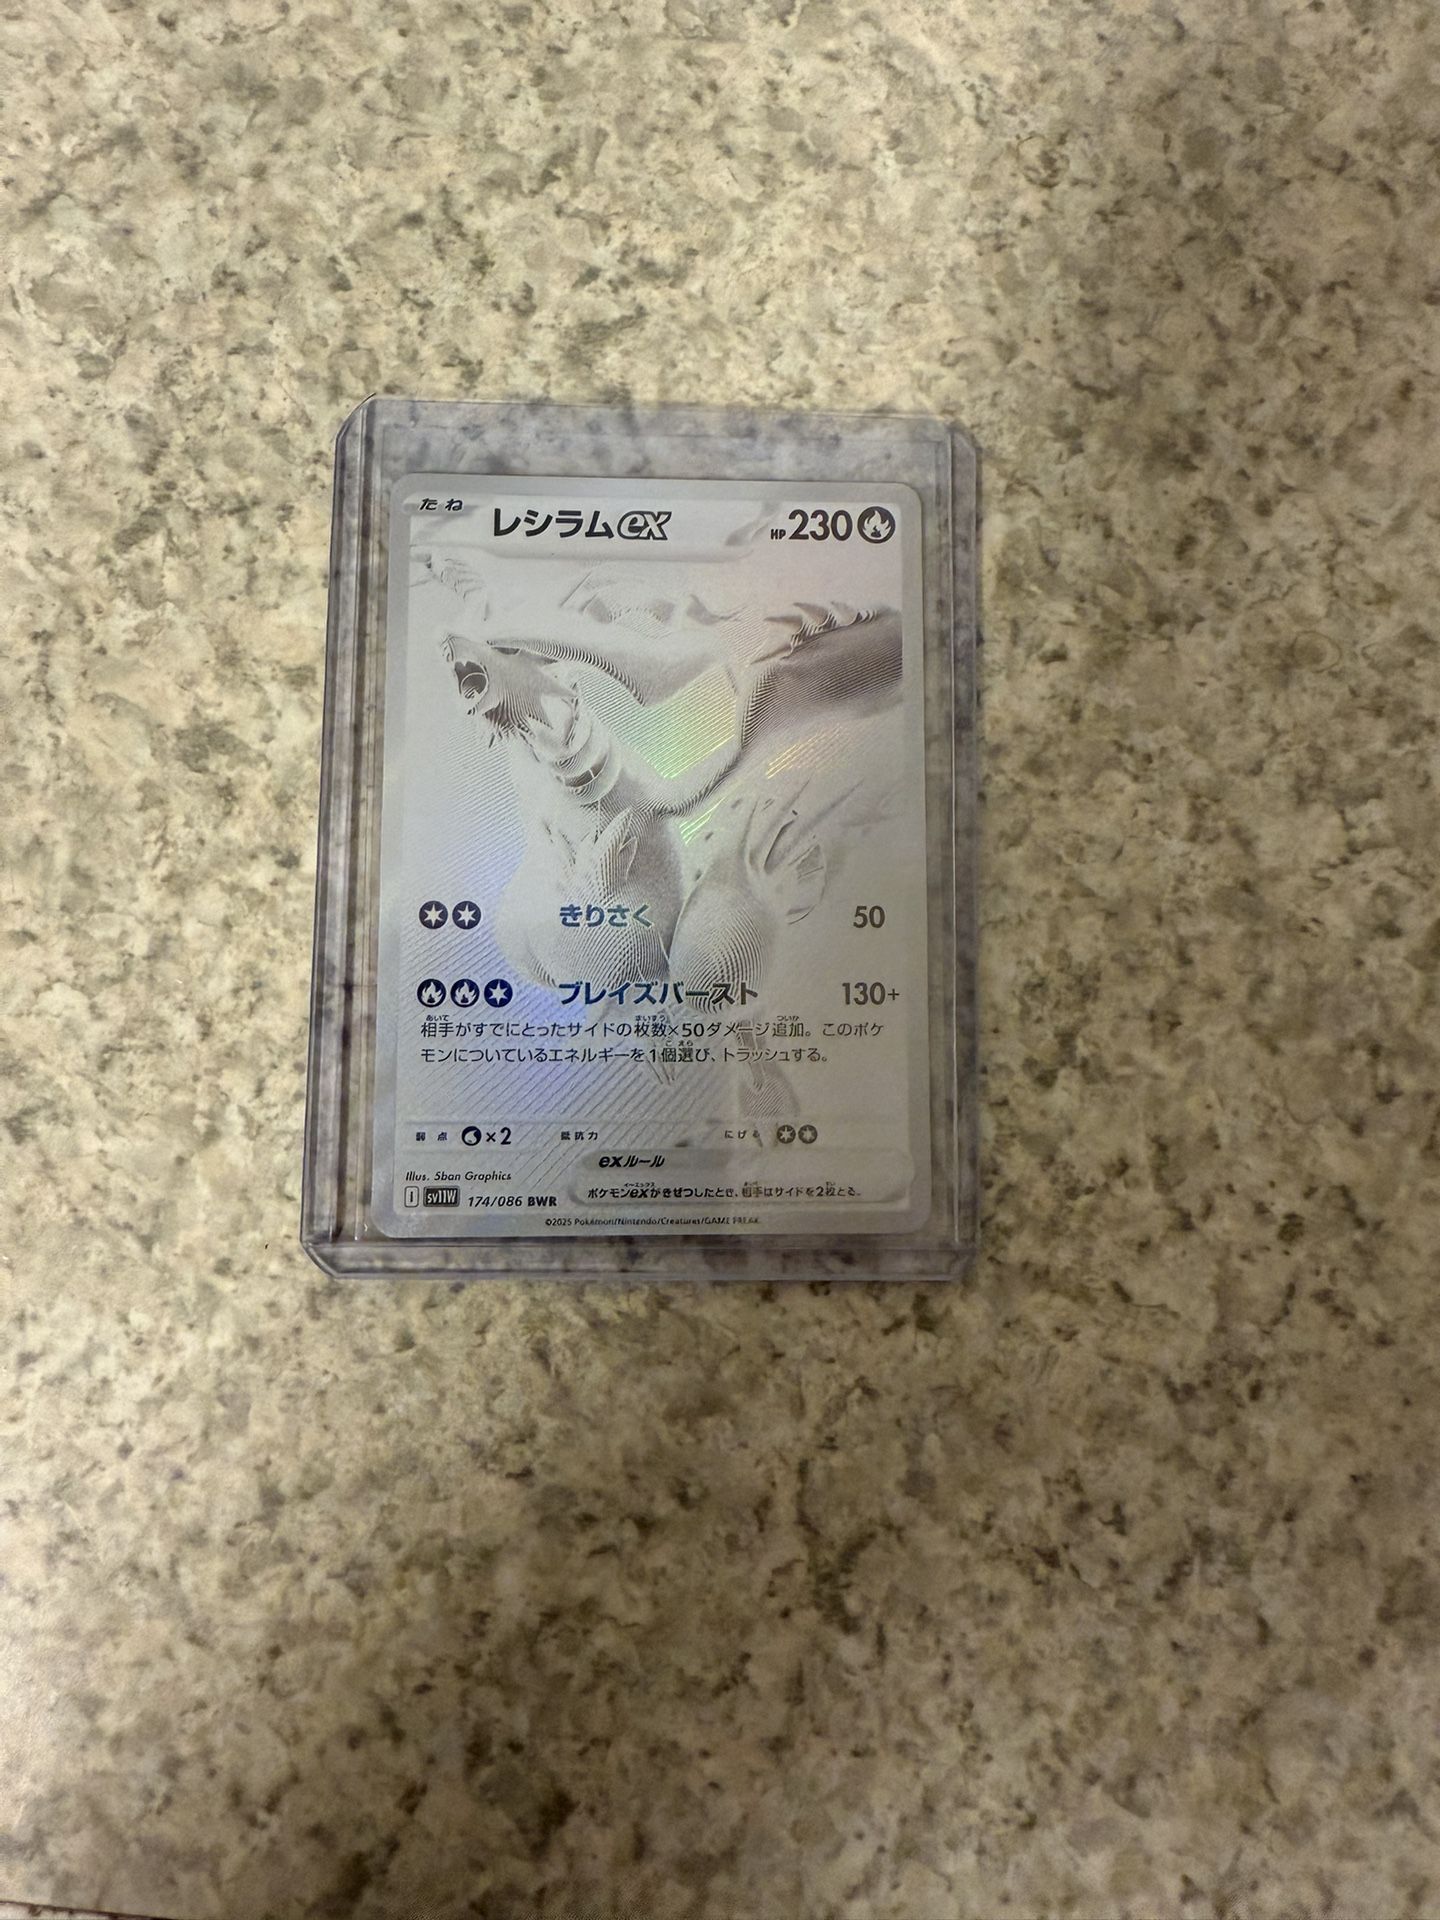 たね
レシラムex HP 230
きりさく 50
ブレイズバースト 130+
相手がすでにとったサイドの枚数×50ダメージ追加。このポケ
モンについているエネルギーを1個選び、トラッシュする。
弱点 ×2 抵抗力 にげる
exルール
ポケモンexがきぜつしたとき、相手はサイドを2枚とる。
Illus. 5ban Graphics
I sv11W 174/086 BWR
©2025 Pokémon/Nintendo/Creatures/GAME FREAK